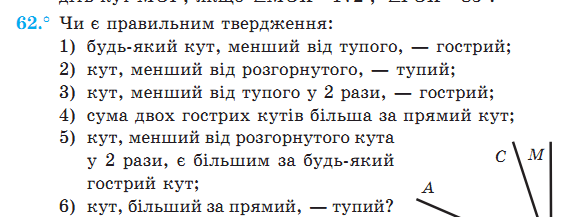 62.° Чи є правильним твердження:
1) будь-який кут, менший від тупого, — гострий;
2) кут, менший від розгорнутого, — тупий;
3) кут, менший від тупого у 2 рази, — гострий;
4) сума двох гострих кутів більша за прямий кут;
5) кут, менший від розгорнутого кута
у 2 рази, є більшим за будь-який
гострий кут;
6) кут, більший за прямий, — тупий?
C M
A